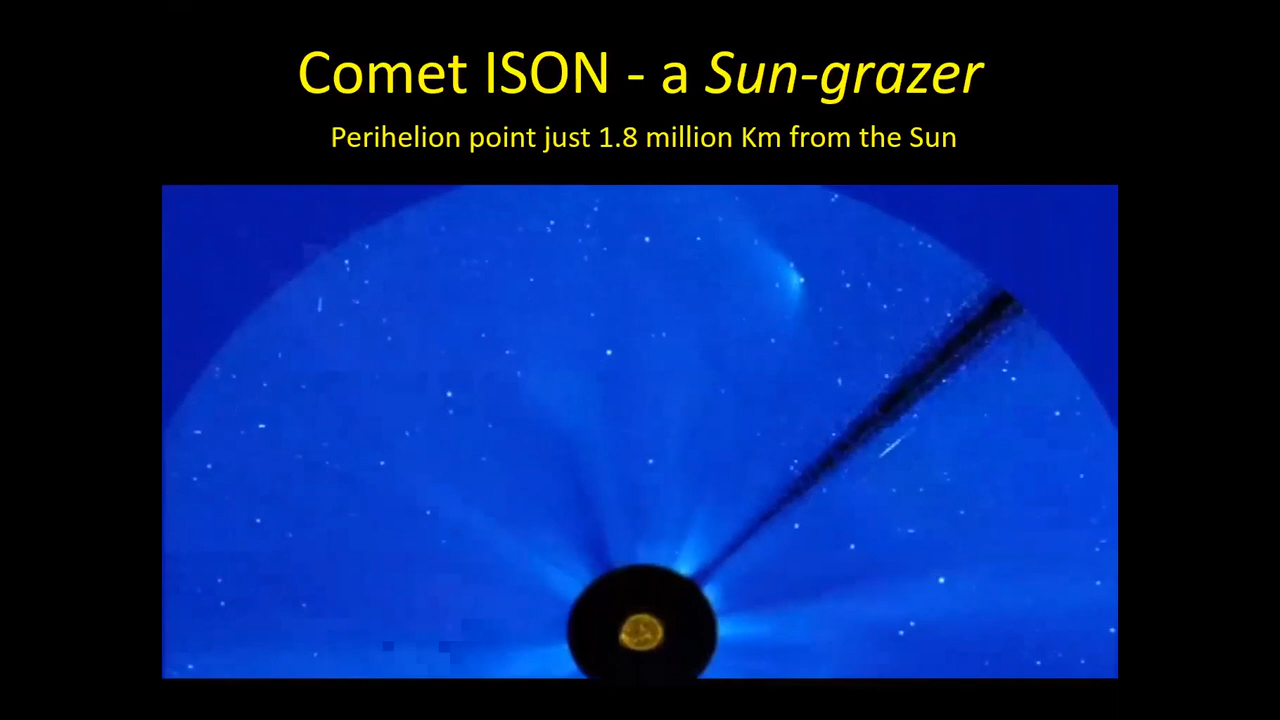 Comet ISON - a Sun-grazer
Perihelion point just 1.8 million Km from the Sun